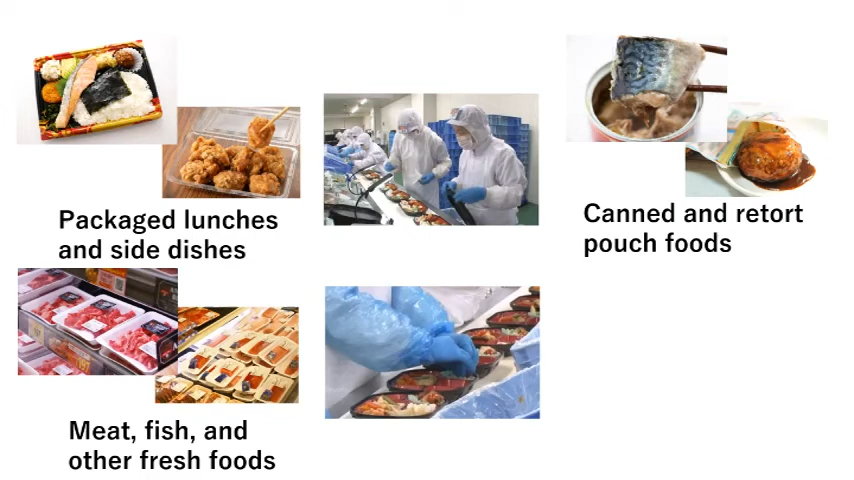 Packaged lunches
and side dishes
Canned and retort
pouch foods
Meat, fish, and
other fresh foods